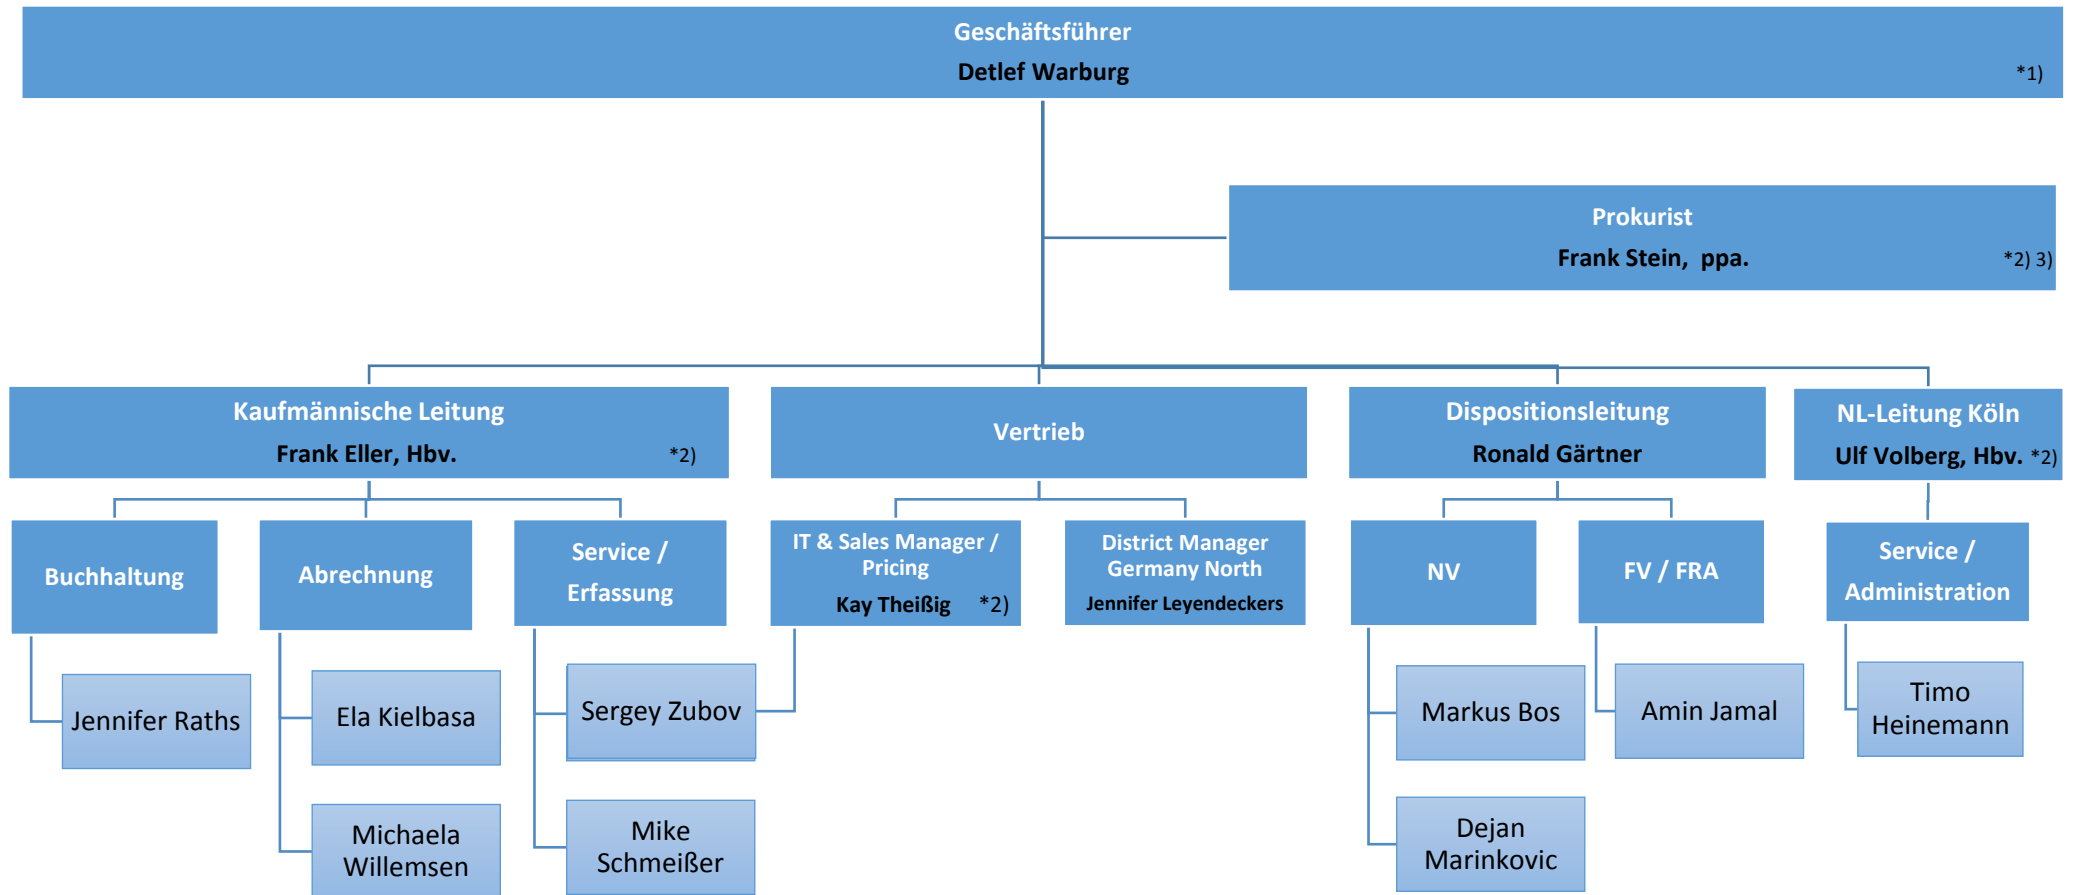 Geschäftsführer
Detlef Warburg *1)
Prokurist
Frank Stein, ppa. *2) 3)
Kaufmännische Leitung
Frank Eller, Hbv. *2)
Vertrieb
Dispositionsleitung
Ronald Gärtner
NL-Leitung Köln
Ulf Volberg, Hbv. *2)
Buchhaltung
Abrechnung
Service /
Erfassung
IT & Sales Manager /
Pricing
Kay Theißig *2)
District Manager
Germany North
Jennifer Leyendeckers
NV
FV / FRA
Service /
Administration
Jennifer Raths
Ela Kielbasa
Sergey Zubov
Markus Bos
Amin Jamal
Timo
Heinemann
Michaela
Willemsen
Mike
Schmeißer
Dejan
Marinkovic